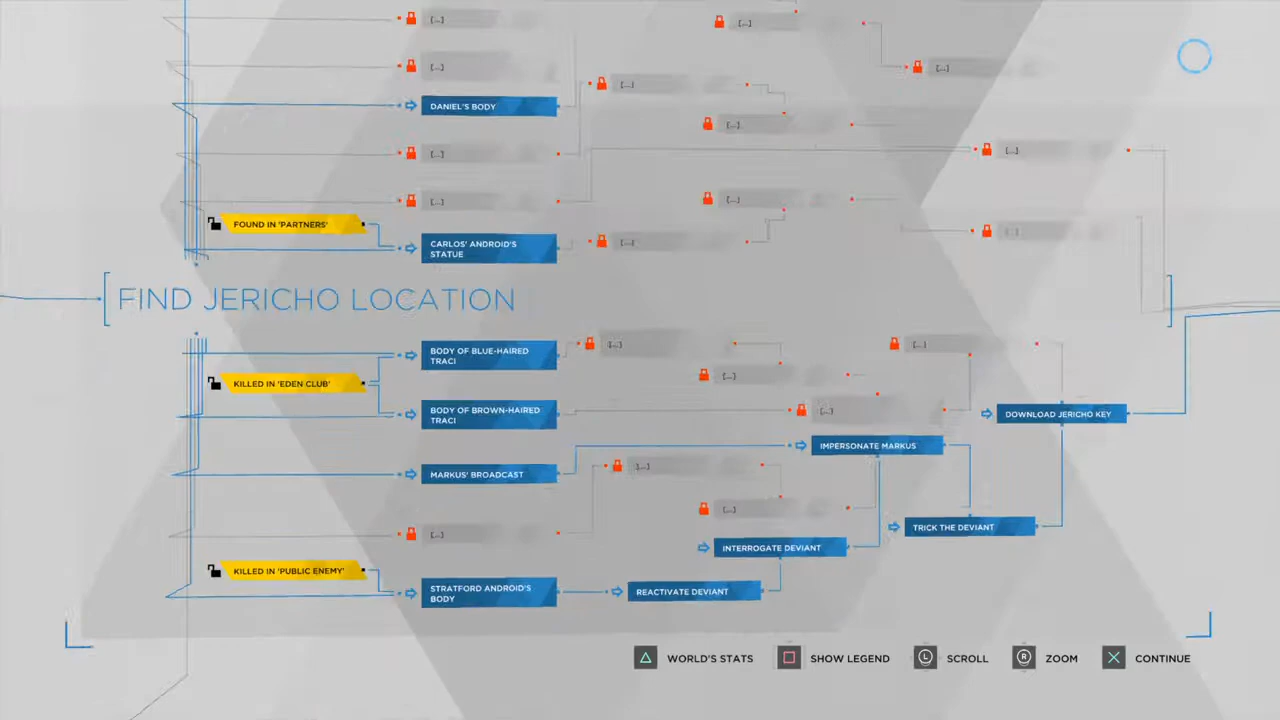 [...]
[...]
[...]
[...]
DANIEL'S BODY
[...]
[...]
[...]
[...]
[...]
[...]
FOUND IN 'PARTNERS'
[...]
CARLOS' ANDROID'S
STATUE
[...]
FIND JERICHO LOCATION
[...]
[...]
BODY OF BLUE-HAIRED
TRACI
[...]
KILLED IN 'EDEN CLUB'
BODY OF BROWN-HAIRED
TRACI
[...]
DOWNLOAD JERICHO KEY
IMPERSONATE MARKUS
MARKUS' BROADCAST
[...]
[...]
[...]
TRICK THE DEVIANT
INTERROGATE DEVIANT
KILLED IN 'PUBLIC ENEMY'
STRATFORD ANDROID'S
BODY
REACTIVATE DEVIANT
WORLD'S STATS
SHOW LEGEND
L SCROLL
R ZOOM
CONTINUE